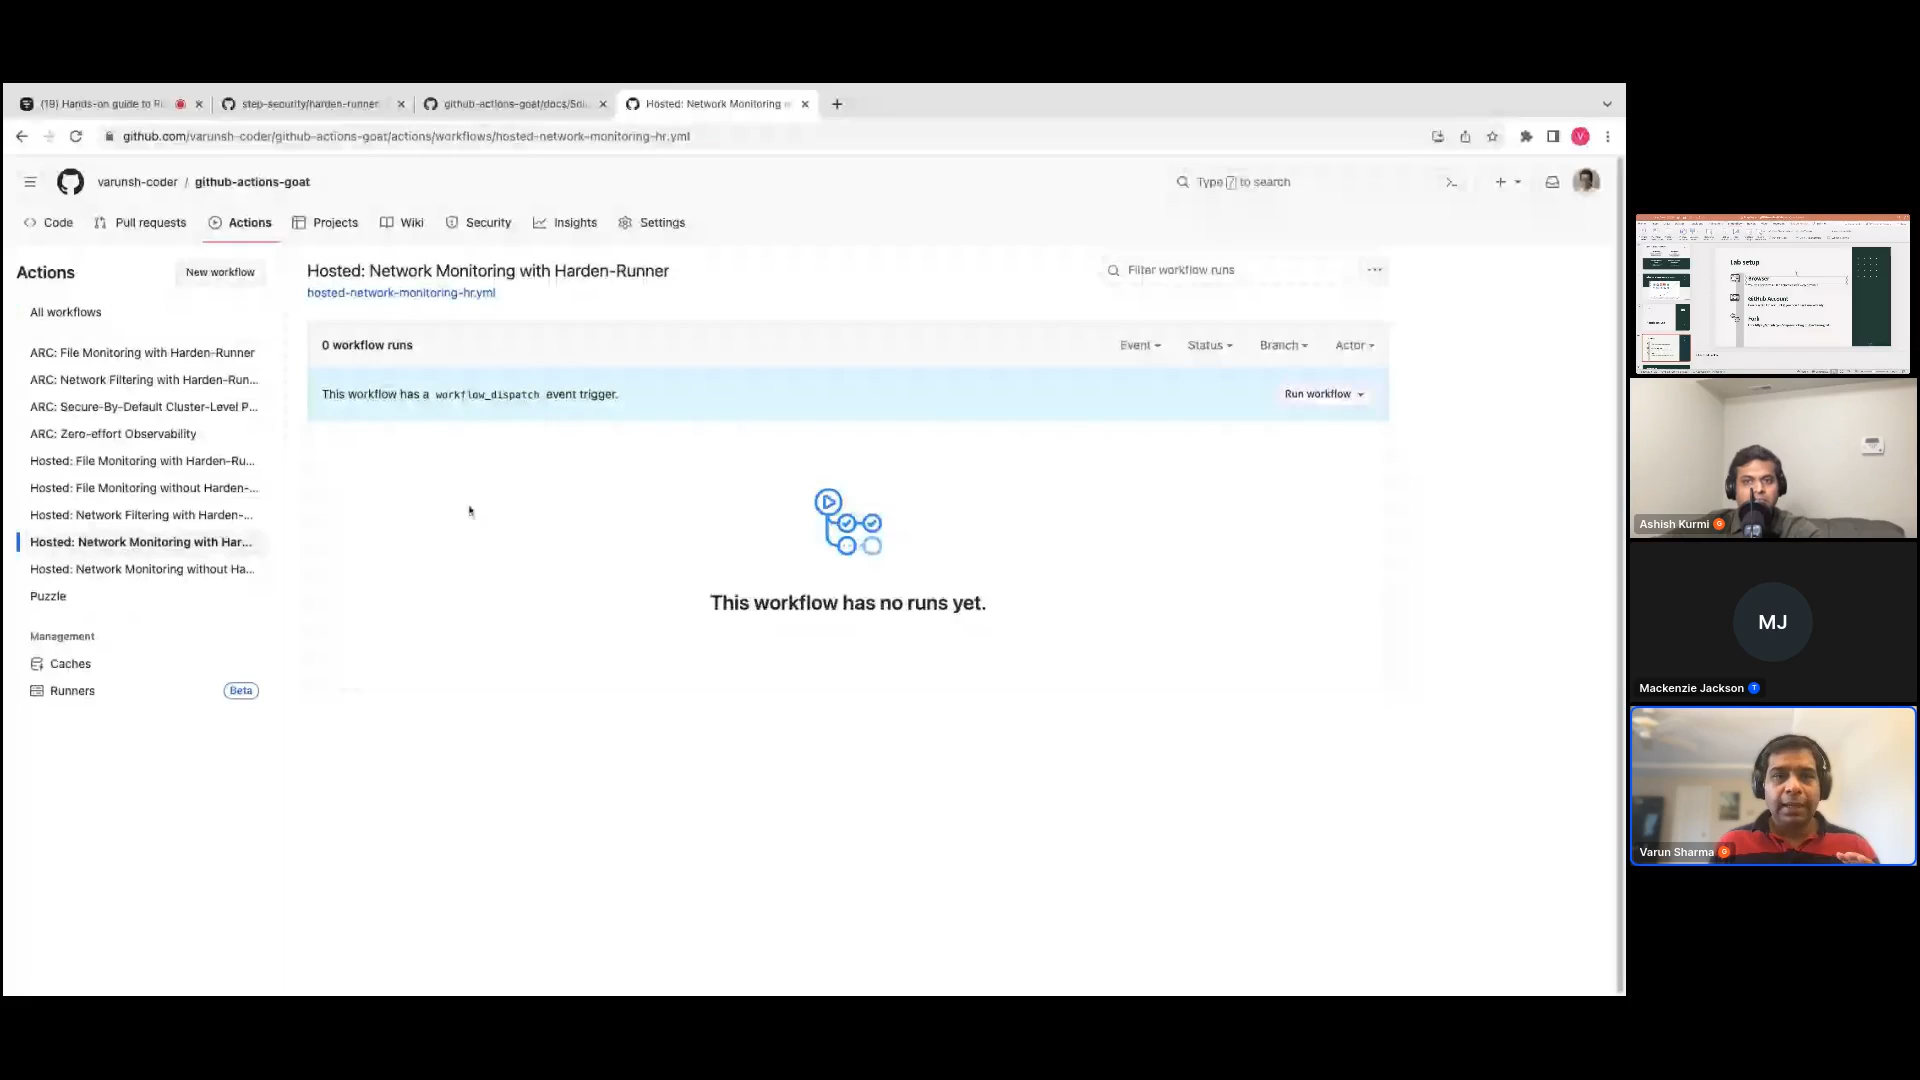 (19) Hands-on guide to Ri
step-security/harden-runner
github-actions-goat/docs/Solu
Hosted: Network Monitoring w
github.com/varunsh-coder/github-actions-goat/actions/workflows/hosted-network-monitoring-hr.yml
V
varunsh-coder / github-actions-goat
Type / to search
Code
Pull requests
Actions
Projects
Wiki
Security
Insights
Settings
Actions
New workflow
All workflows
ARC: File Monitoring with Harden-Runner
ARC: Network Filtering with Harden-Run...
ARC: Secure-By-Default Cluster-Level P...
ARC: Zero-effort Observability
Hosted: File Monitoring with Harden-Ru...
Hosted: File Monitoring without Harden-...
Hosted: Network Filtering with Harden-...
Hosted: Network Monitoring with Har...
Hosted: Network Monitoring without Ha...
Puzzle
Management
Caches
Runners
Beta
Hosted: Network Monitoring with Harden-Runner
hosted-network-monitoring-hr.yml
Filter workflow runs
0 workflow runs
Event
Status
Branch
Actor
This workflow has a workflow_dispatch event trigger.
Run workflow
This workflow has no runs yet.
Lab setup
Browser
GitHub Account
Fork
Ashish Kurmi
MJ
Mackenzie Jackson
Varun Sharma